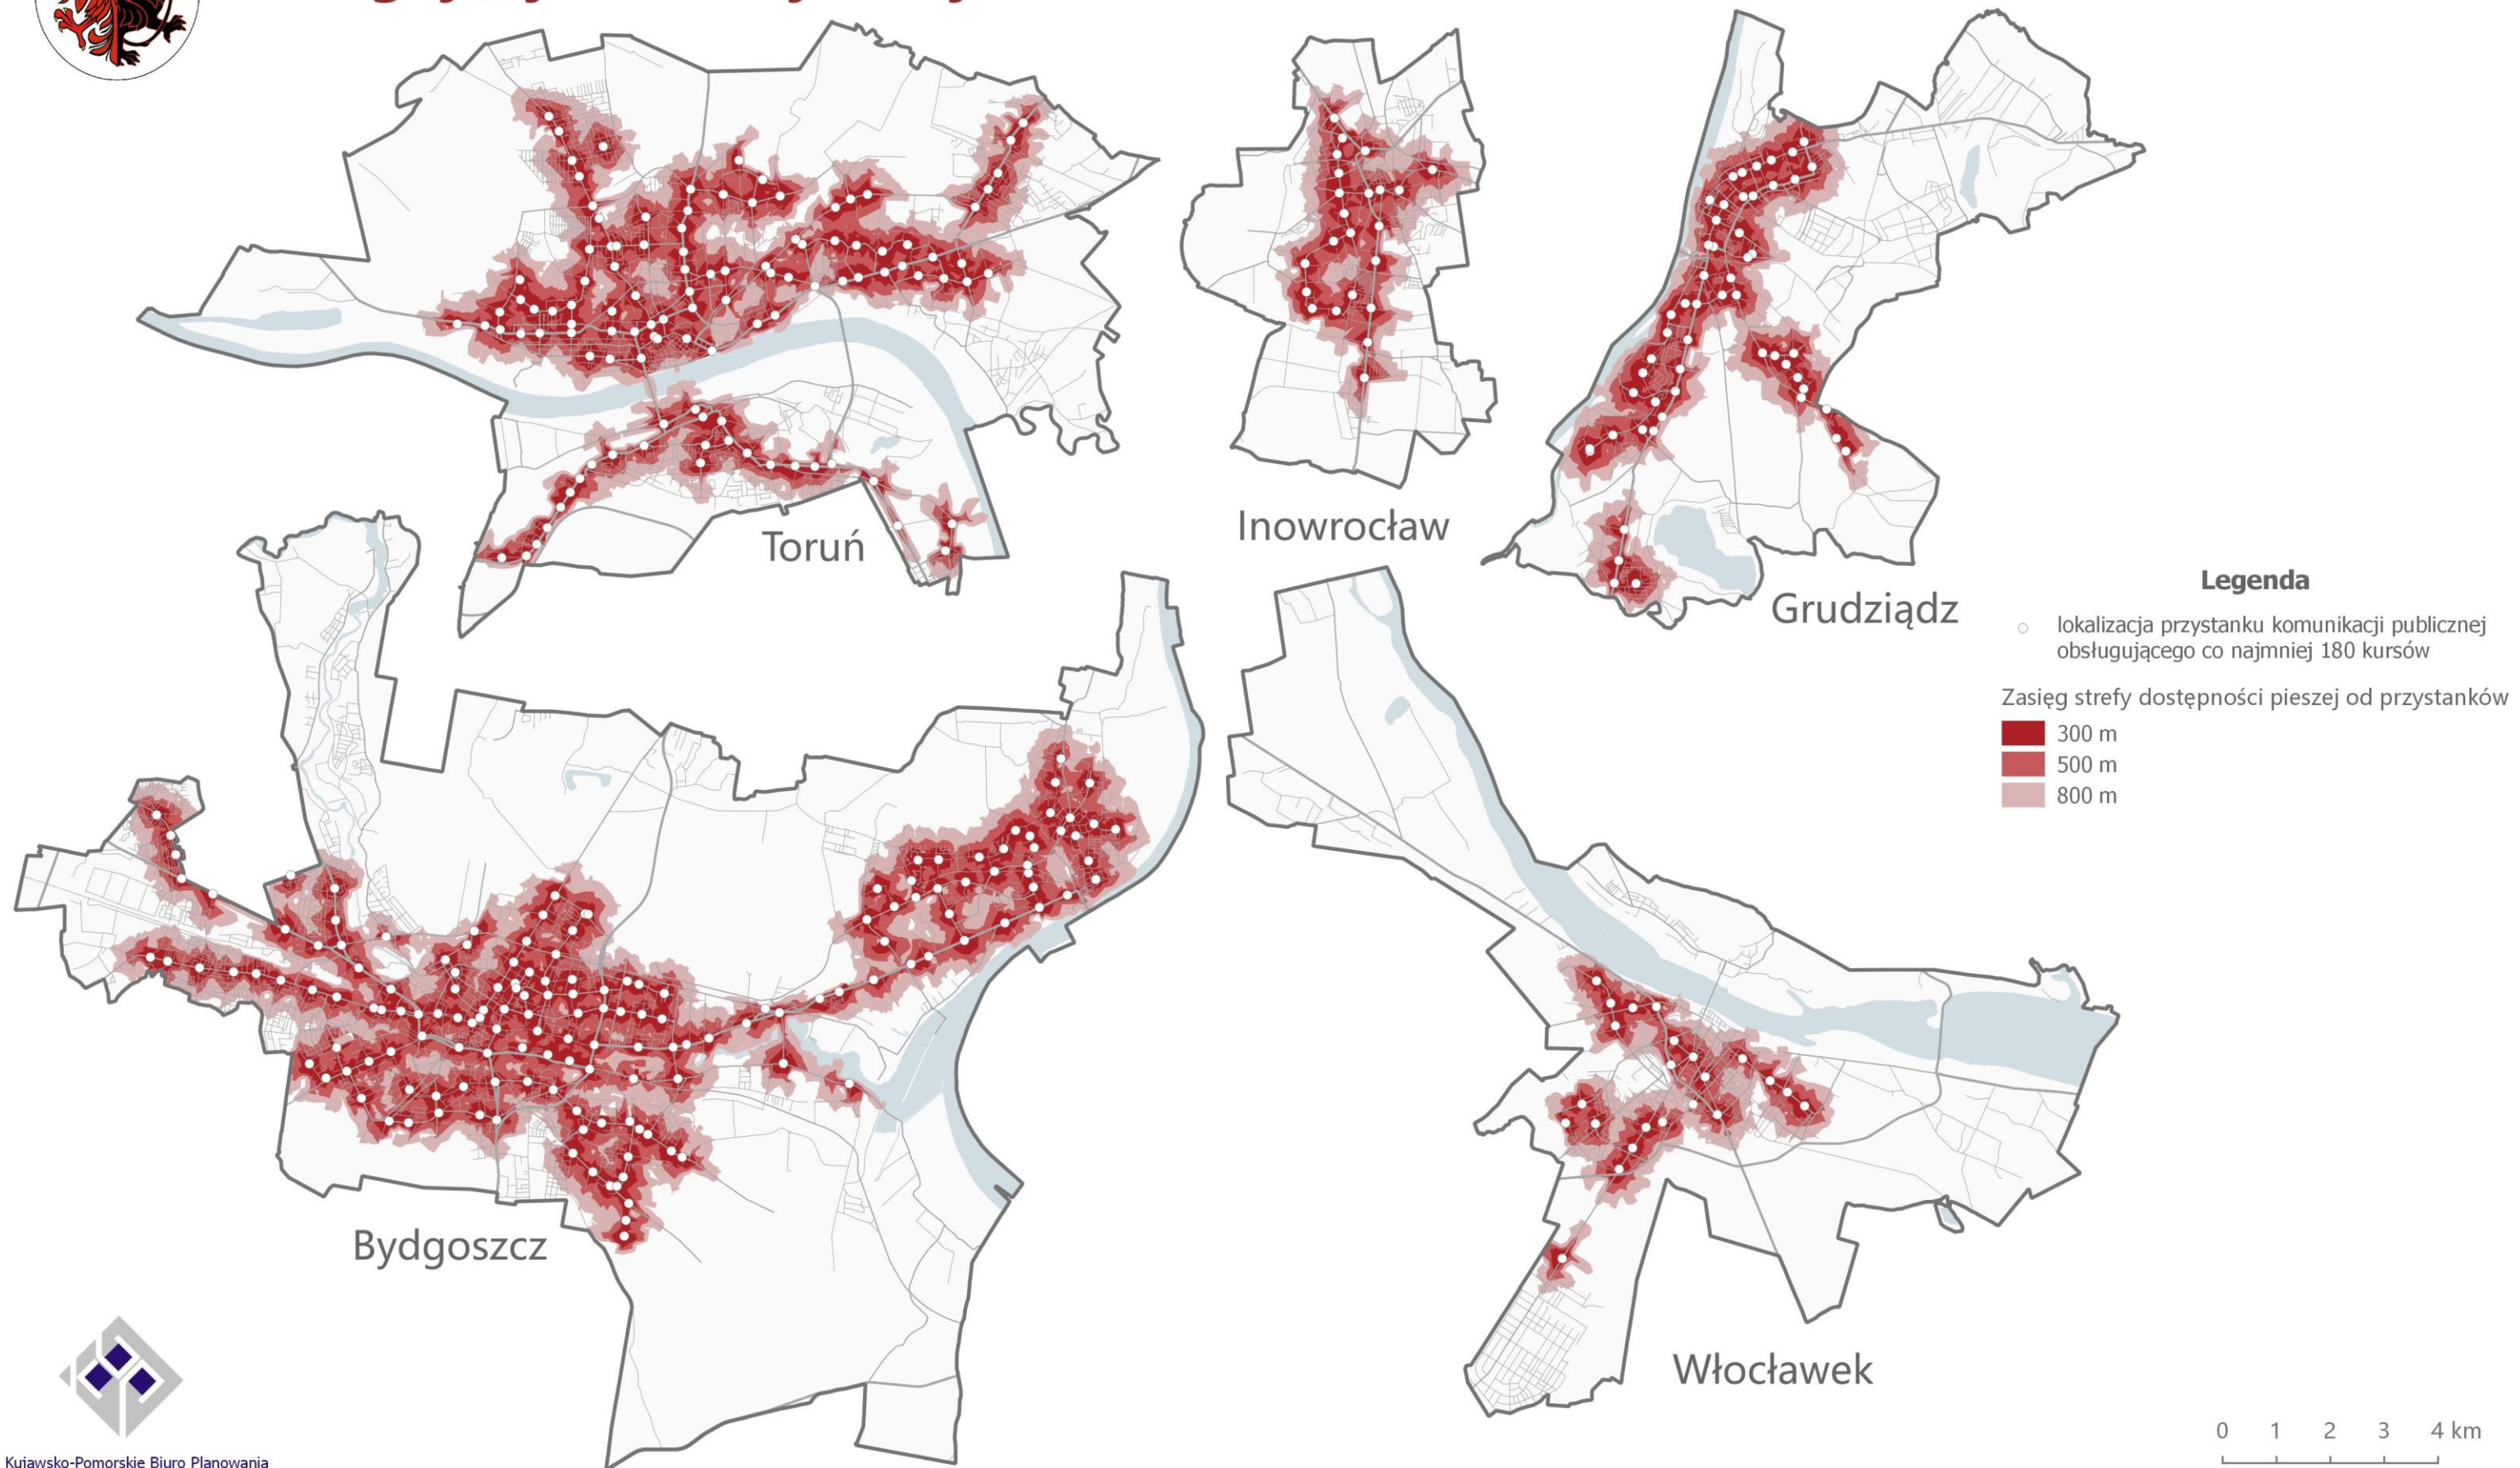 Toruń
Inowrocław
Grudziądz
Legenda
lokalizacja przystanku komunikacji publicznej
obsługującego co najmniej 180 kursów
Zasięg strefy dostępności pieszej od przystanków
300 m
500 m
800 m
Bydgoszcz
Włocławek
0 1 2 3 4 km
Kujawsko-Pomorskie Biuro Planowania